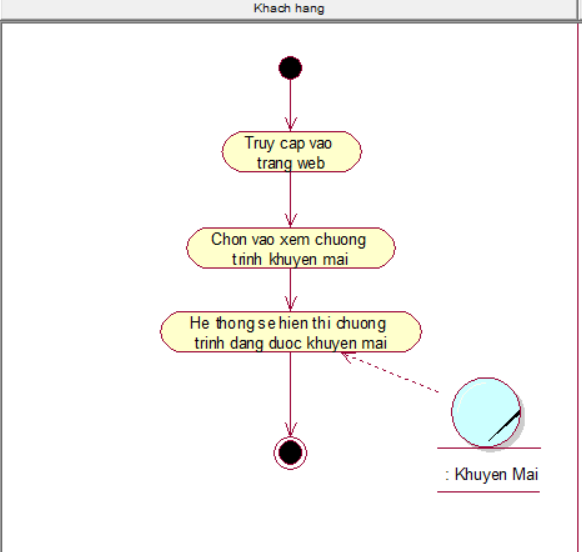 Khach hang
Truy cap vao
trang web
Chon vao xem chuong
trinh khuyen mai
He thong se hien thi chuong
trinh dang duoc khuyen mai
: Khuyen Mai